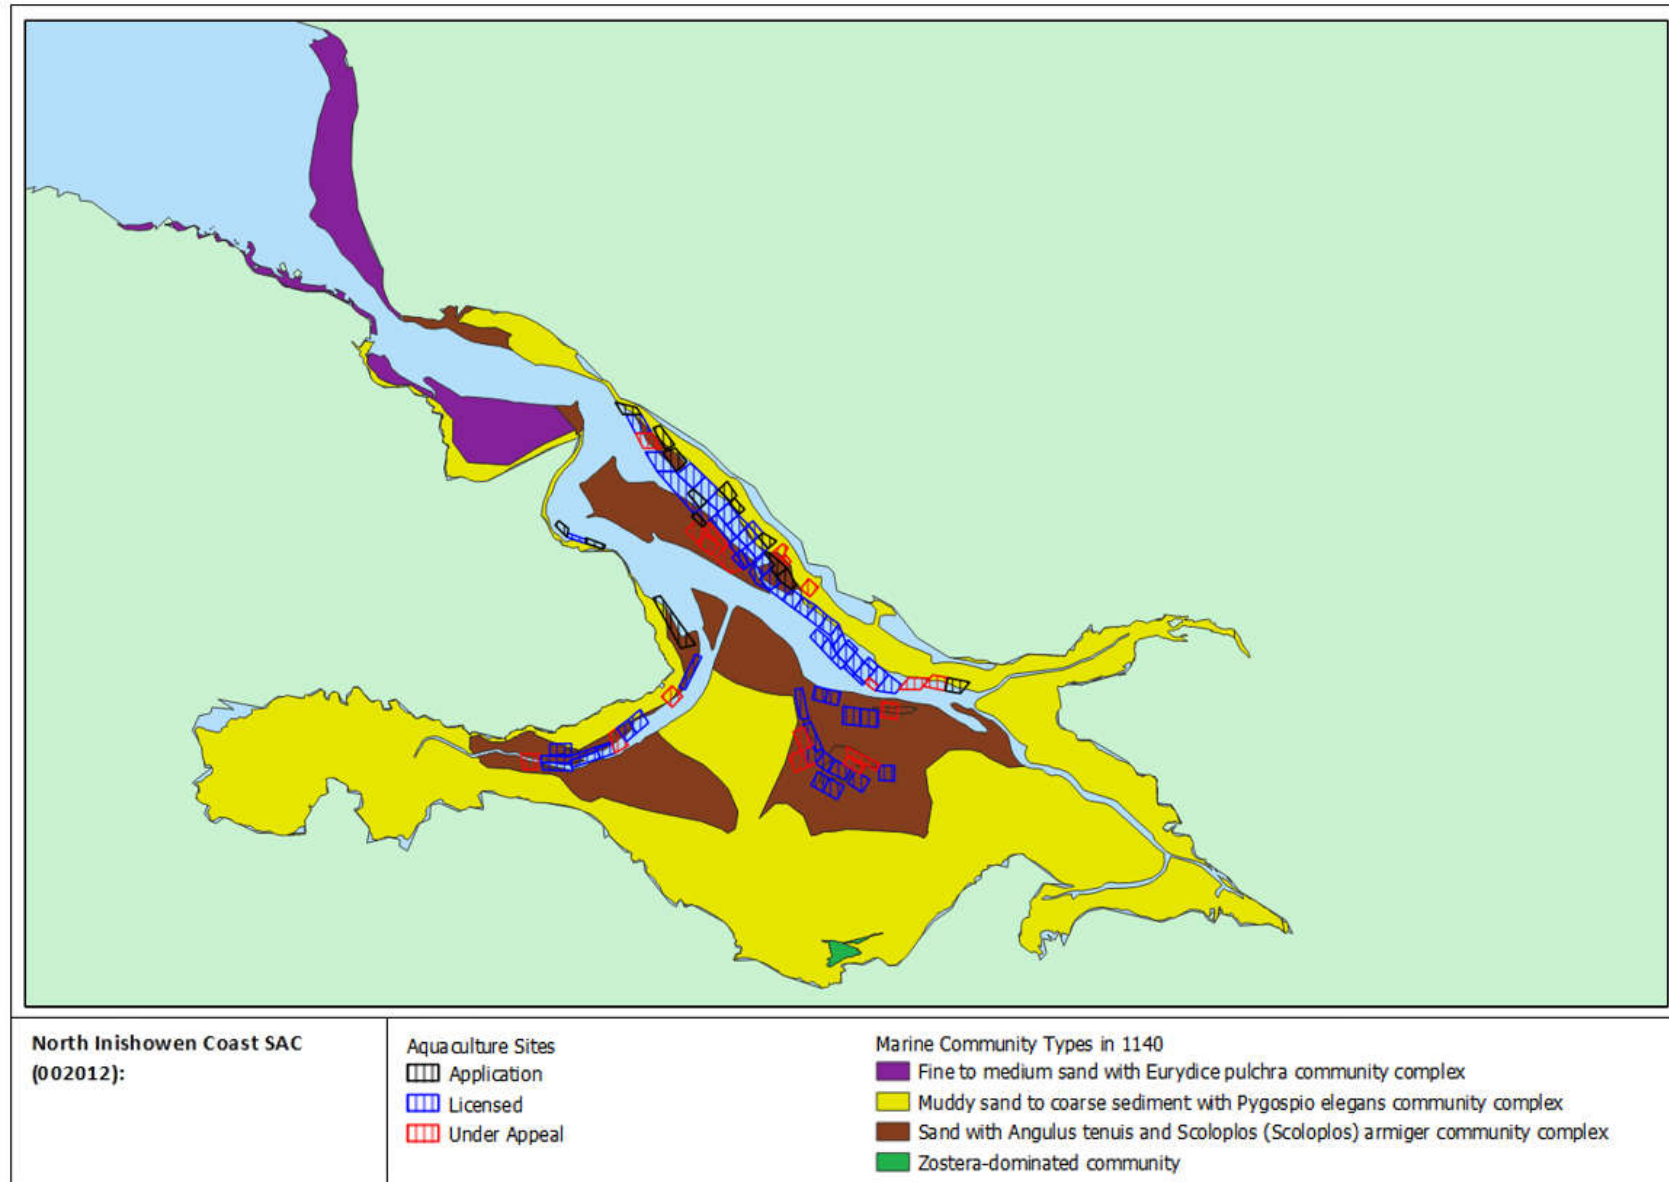 North Inishowen Coast SAC
(002012):
Aquaculture Sites
Application
Licensed
Under Appeal
Marine Community Types in 1140
Fine to medium sand with Eurydice pulchra community complex
Muddy sand to coarse sediment with Pygospio elegans community complex
Sand with Angulus tenuis and Scoloplos (Scoloplos) armiger community complex
Zostera-dominated community